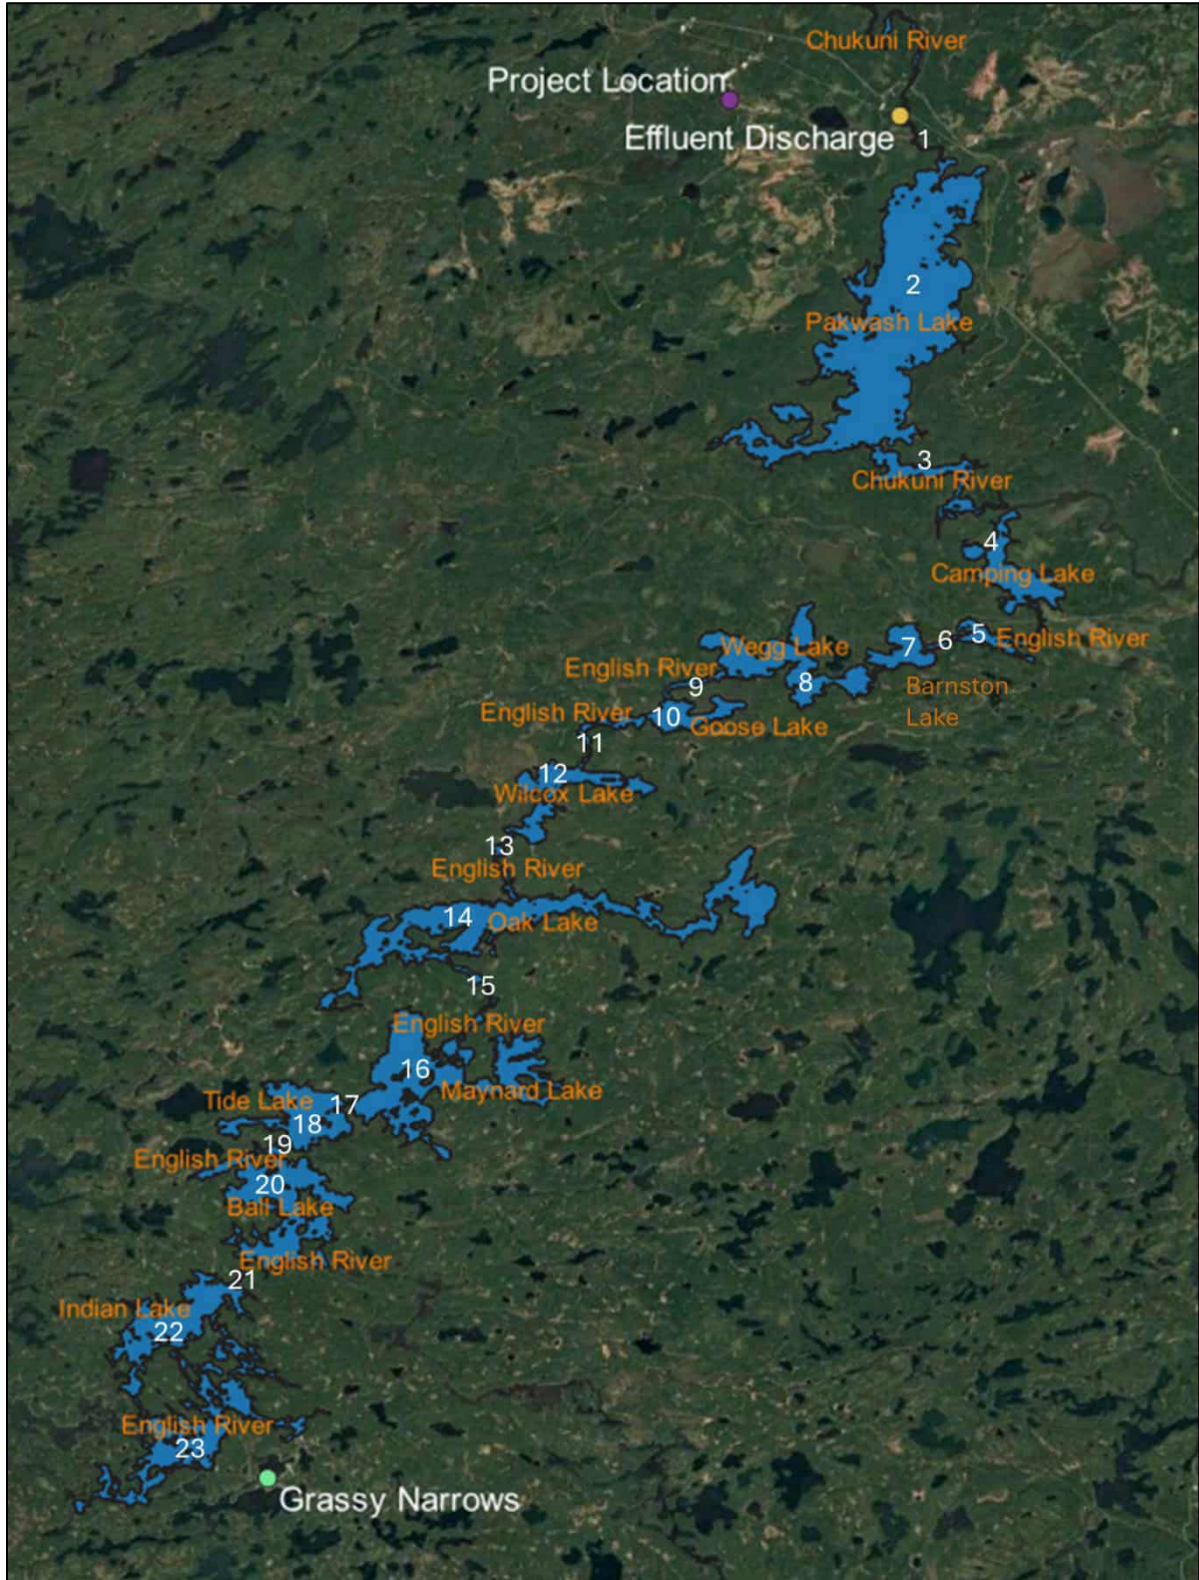 Chukuni River
Project Location
Effluent Discharge
1
2
Pakwash Lake
3
Chukuni River
4
Camping Lake
5
English River
6
7
Barnston
Lake
Wegg Lake
8
English River
9
10
Goose Lake
English River
11
12
Wilcox Lake
13
English River
14
Oak Lake
15
English River
16
Maynard Lake
17
Tide Lake
18
19
English River
20
Ball Lake
English River
21
Indian Lake
22
English River
23
Grassy Narrows